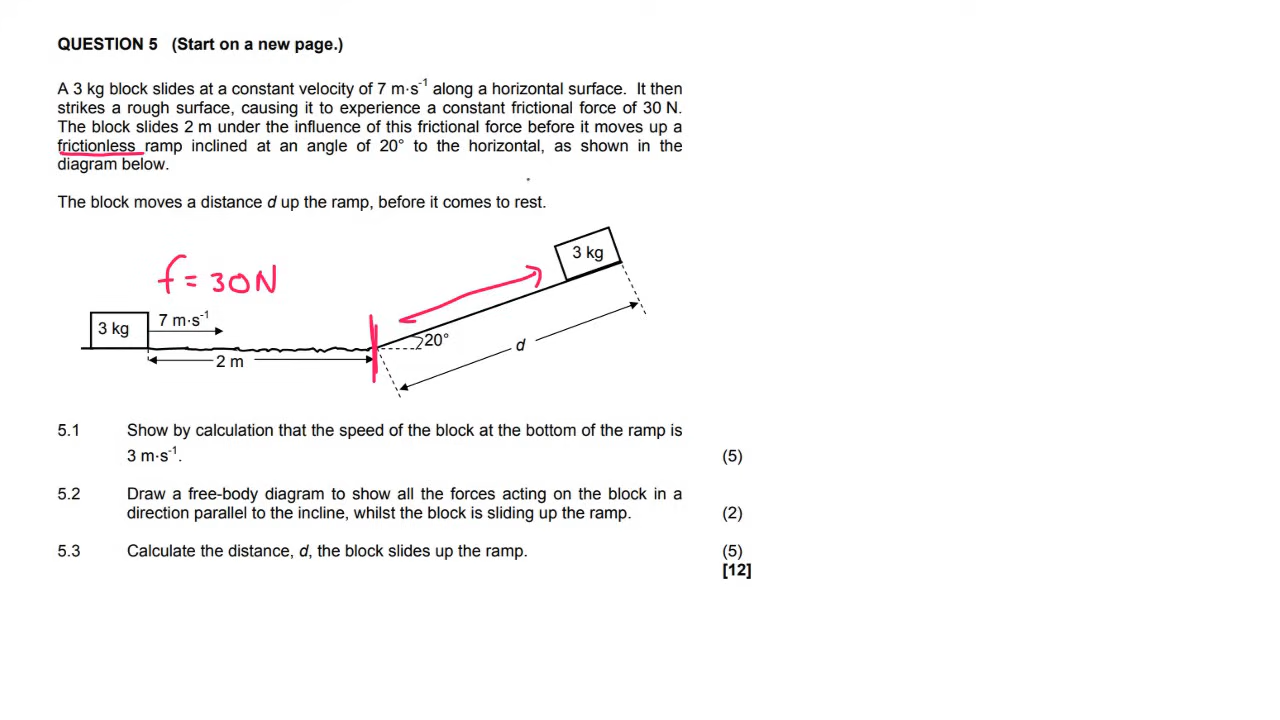 QUESTION 5 (Start on a new page.)
A 3 kg block slides at a constant velocity of 7 m·s⁻¹ along a horizontal surface. It then
strikes a rough surface, causing it to experience a constant frictional force of 30 N.
The block slides 2 m under the influence of this frictional force before it moves up a
frictionless ramp inclined at an angle of 20° to the horizontal, as shown in the
diagram below.
The block moves a distance d up the ramp, before it comes to rest.
3 kg
f = 30N
7 m·s⁻¹
3 kg
20°
d
2 m
5.1 Show by calculation that the speed of the block at the bottom of the ramp is
3 m·s⁻¹. (5)
5.2 Draw a free-body diagram to show all the forces acting on the block in a
direction parallel to the incline, whilst the block is sliding up the ramp. (2)
5.3 Calculate the distance, d, the block slides up the ramp. (5)
[12]